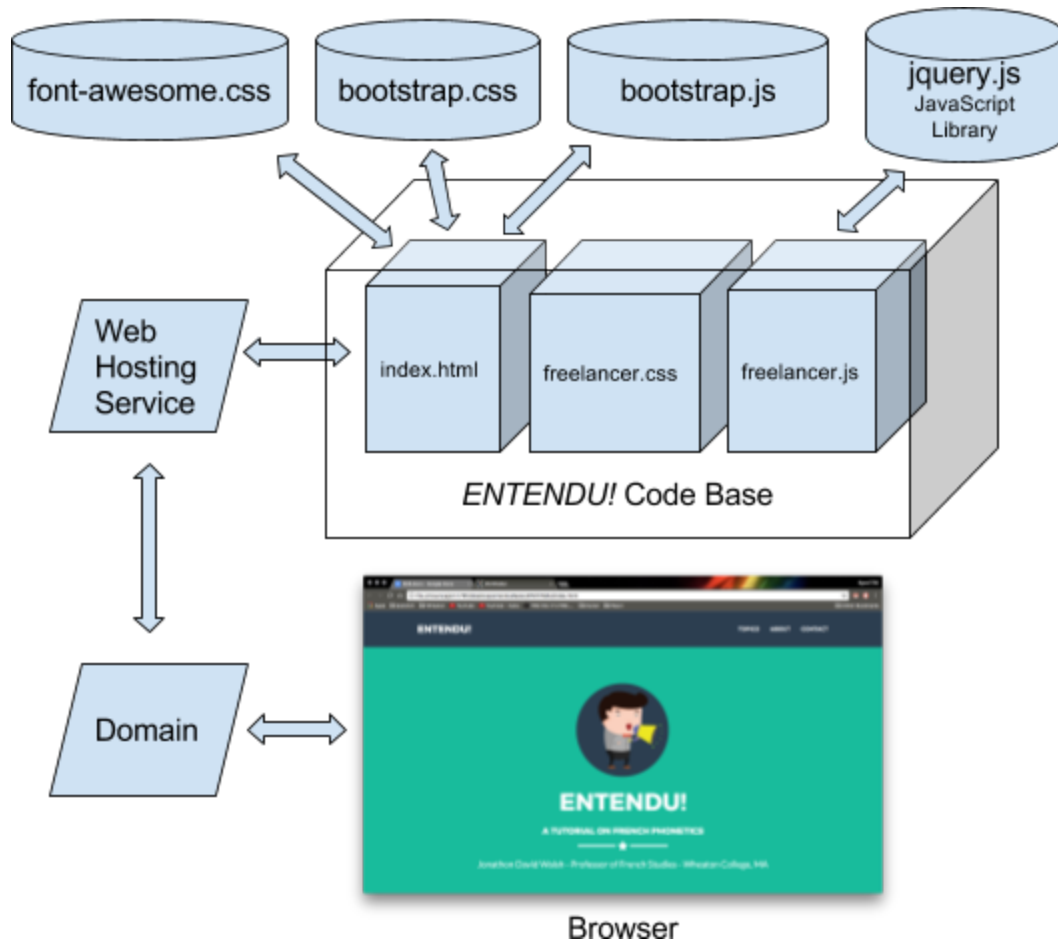 font-awesome.css
bootstrap.css
bootstrap.js
jquery.js
JavaScript
Library
Web
Hosting
Service
index.html
freelancer.css
freelancer.js
ENTENDU! Code Base
Domain
ENTENDU!
TOPICS ABOUT CONTACT
ENTENDU!
A TUTORIAL ON FRENCH PHONETICS
Jonathon David Walsh - Professor of French Studies - Wheaton College, MA
Browser